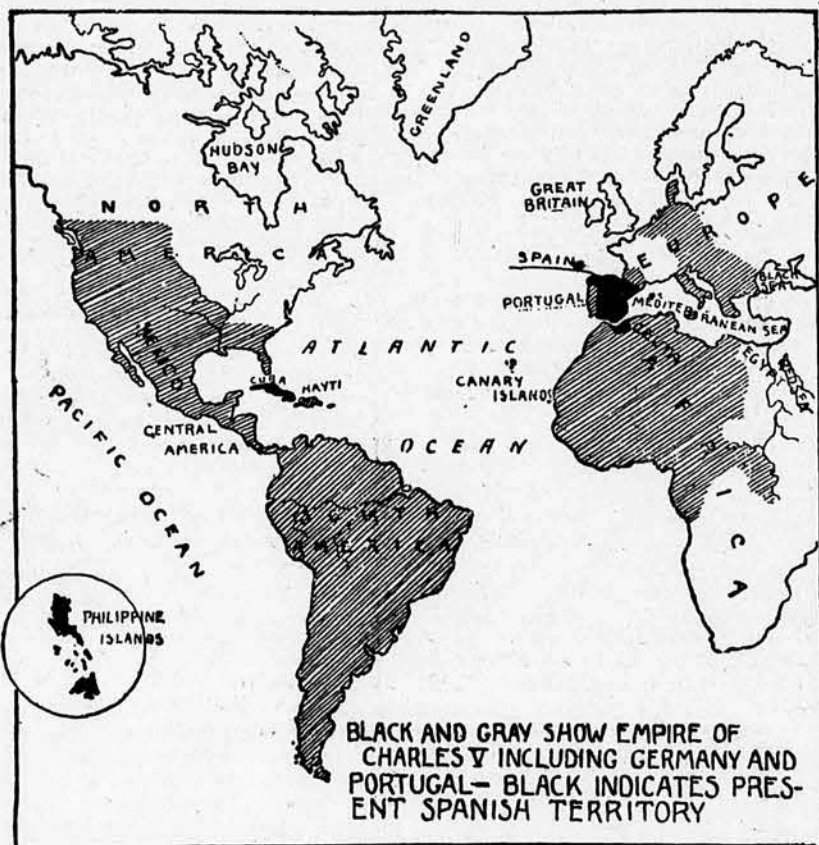 GREENLAND
HUDSON
BAY
NORTH
AMERICA
GREAT
BRITAIN
EUROPE
SPAIN
BLACK
SEA
PORTUGAL
MEDITERRANEAN SEA
MEXICO
ATLANTIC
EGYPT
CUBA
HAYTI
CANARY
ISLANDS
AFRICA
PACIFIC OCEAN
CENTRAL
AMERICA
OCEAN
SOUTH
AMERICA
PHILIPPINE
ISLANDS
BLACK AND GRAY SHOW EMPIRE OF
CHARLES V INCLUDING GERMANY AND
PORTUGAL— BLACK INDICATES PRES-
ENT SPANISH TERRITORY